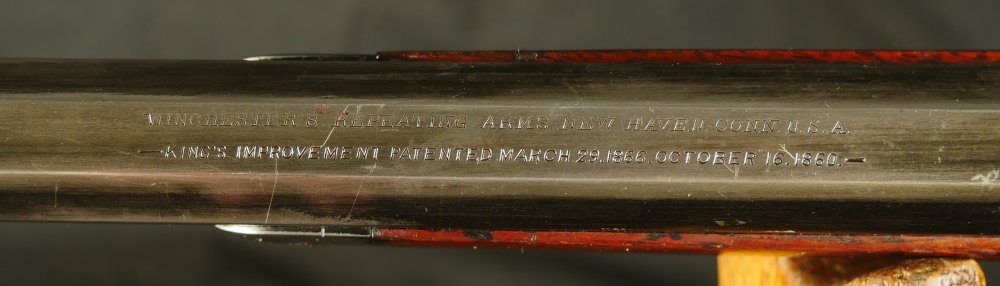 WINCHESTER'S REPEATING ARMS, NEW HAVEN, CONN. U.S.A.
—KING'S IMPROVEMENT PATENTED MARCH 29, 1866, OCTOBER 16, 1860.—